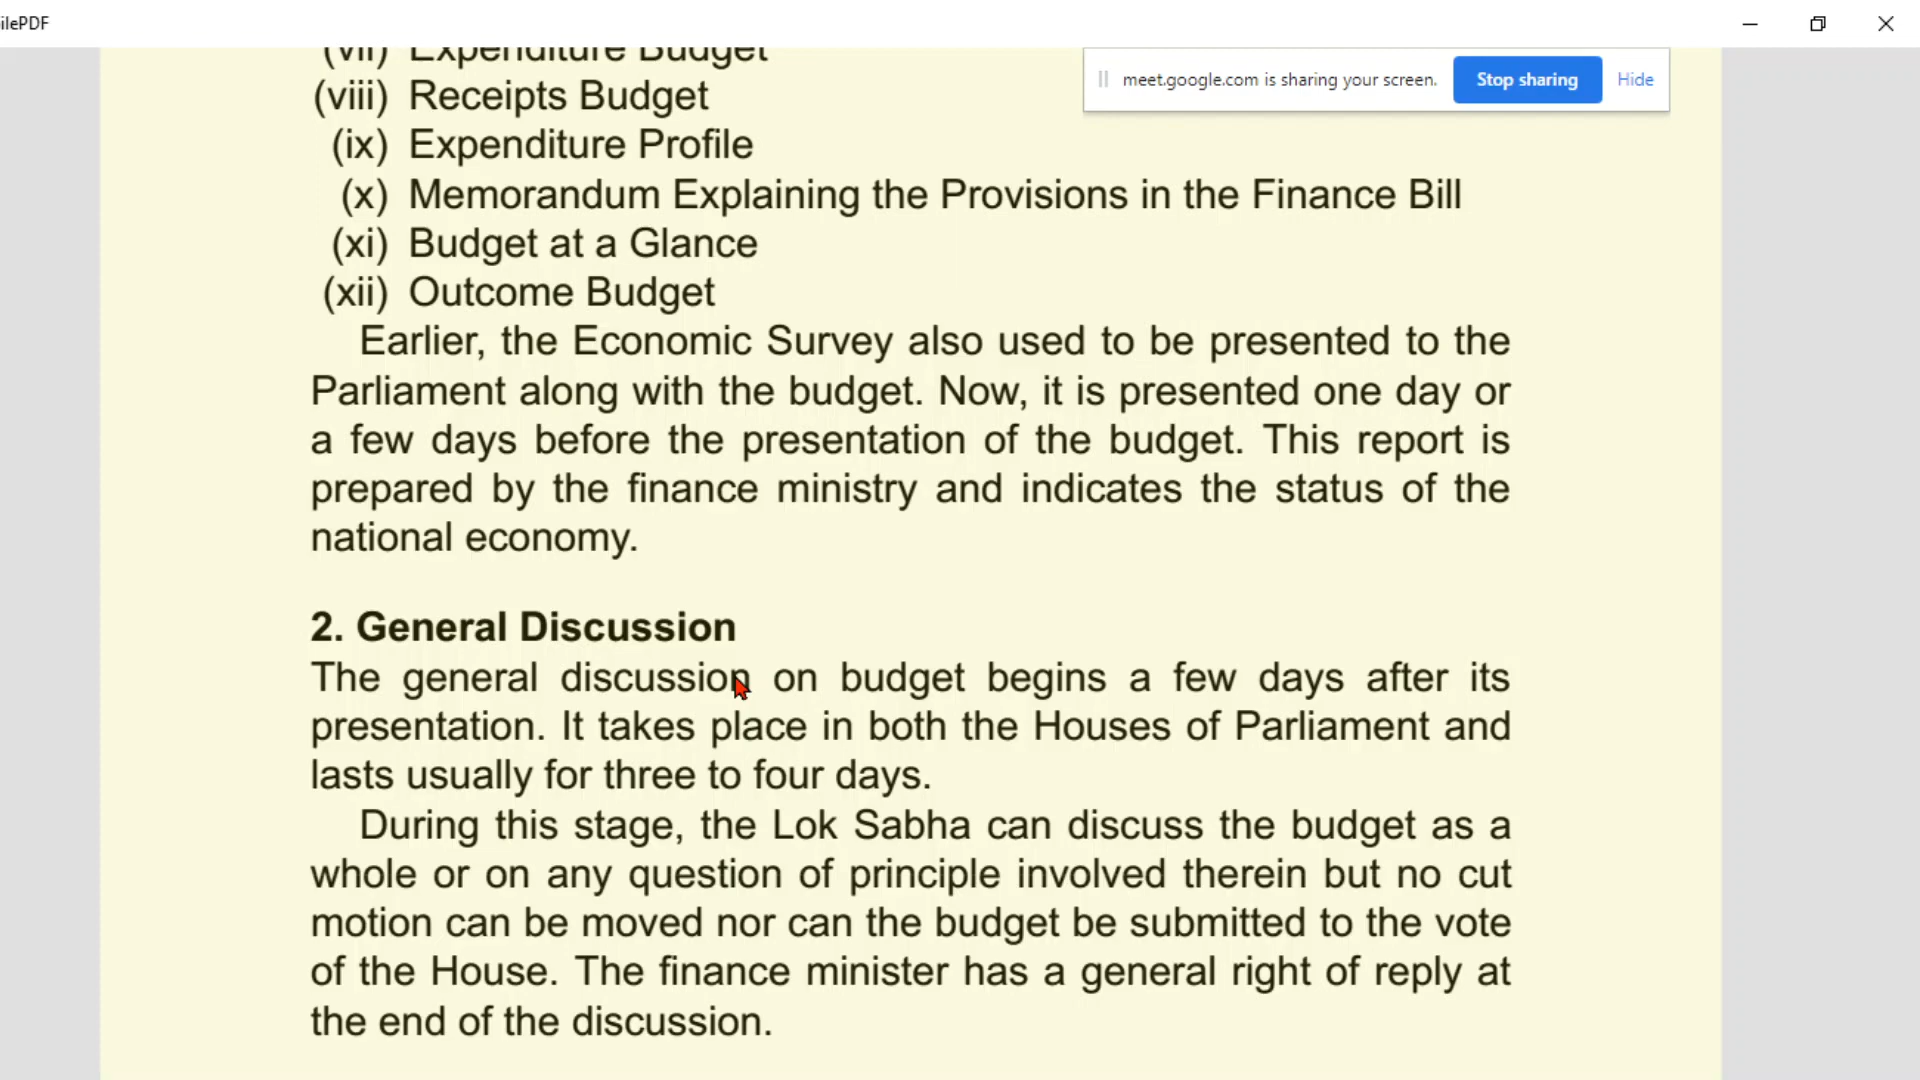 ilePDF
(vii) Expenditure Budget
meet.google.com is sharing your screen. Stop sharing Hide
(viii) Receipts Budget
(ix) Expenditure Profile
(x) Memorandum Explaining the Provisions in the Finance Bill
(xi) Budget at a Glance
(xii) Outcome Budget
Earlier, the Economic Survey also used to be presented to the
Parliament along with the budget. Now, it is presented one day or
a few days before the presentation of the budget. This report is
prepared by the finance ministry and indicates the status of the
national economy.
2. General Discussion
The general discussion on budget begins a few days after its
presentation. It takes place in both the Houses of Parliament and
lasts usually for three to four days.
During this stage, the Lok Sabha can discuss the budget as a
whole or on any question of principle involved therein but no cut
motion can be moved nor can the budget be submitted to the vote
of the House. The finance minister has a general right of reply at
the end of the discussion.